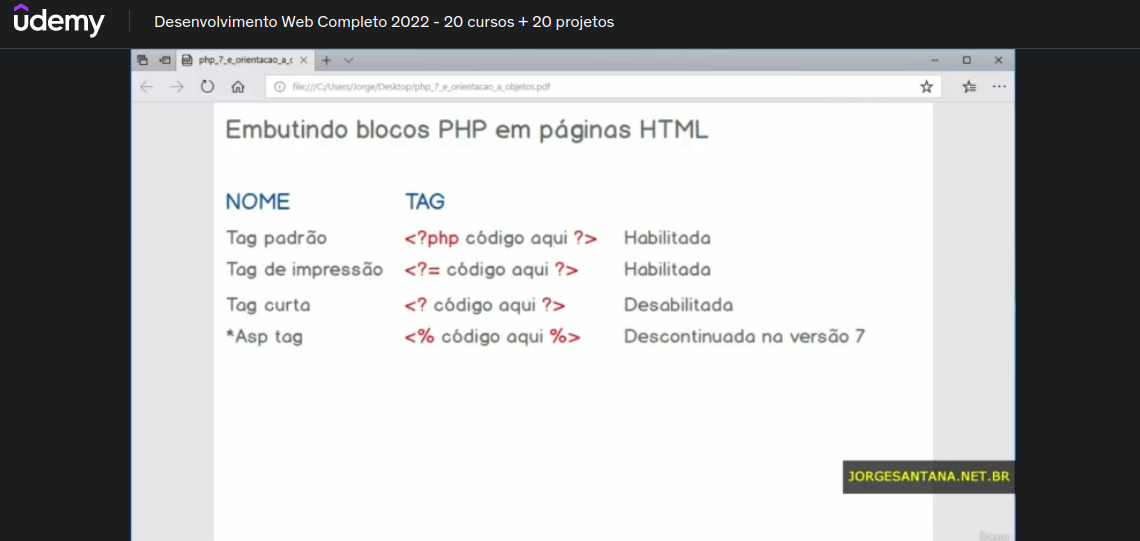 ûdemy
Desenvolvimento Web Completo 2022 - 20 cursos + 20 projetos
php_7_e_orientacao_a_c
file:///C:/Users/Jorge/Desktop/php_7_e_orientacao_a_objetos.pdf
Embutindo blocos PHP em páginas HTML
NOME TAG
Tag padrão <?php código aqui ?> Habilitada
Tag de impressão <?= código aqui ?> Habilitada
Tag curta <? código aqui ?> Desabilitada
*Asp tag <% código aqui %> Descontinuada na versão 7
JORGESANTANA.NET.BR
Udemy